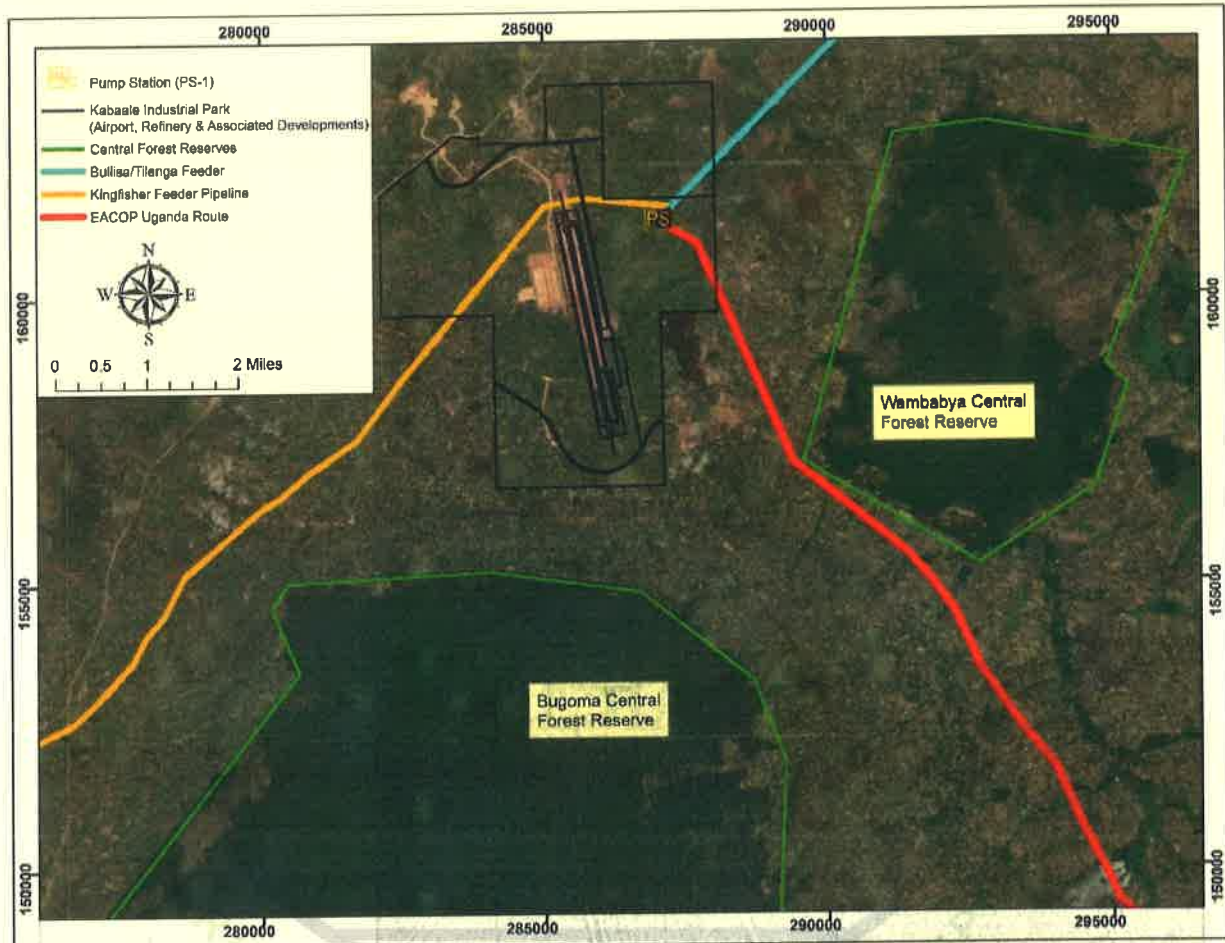 280000
285000
290000
295000
Pump Station (PS-1)
Kabaale Industrial Park
(Airport, Refinery & Associated Developments)
Central Forest Reserves
Buliisa/Tilenga Feeder
Kingfisher Feeder Pipeline
EACOP Uganda Route
N
W E
S
0 0.5 1 2 Miles
PS
160000
160000
Wambabya Central
Forest Reserve
155000
155000
Bugoma Central
Forest Reserve
150000
150000
280000
285000
290000
295000